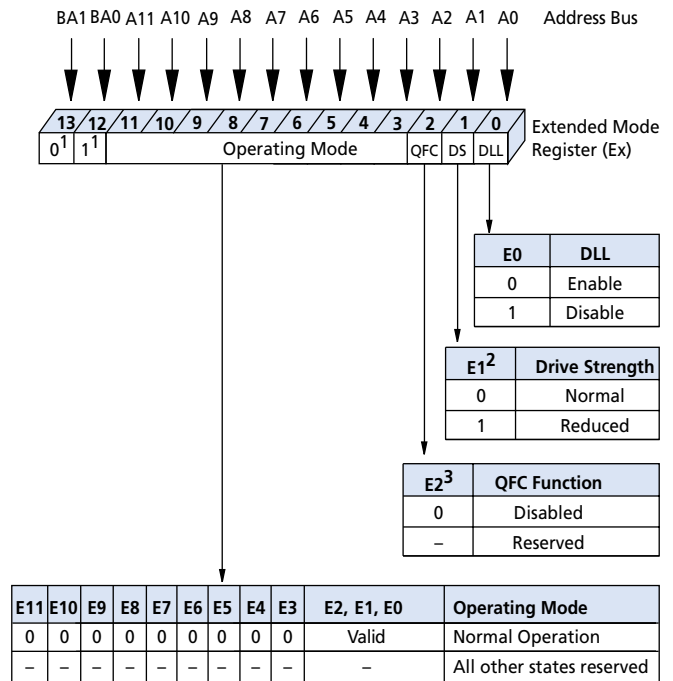 BA1 BA0 A11 A10 A9 A8 A7 A6 A5 A4 A3 A2 A1 A0 Address Bus
13 12 11 10 9 8 7 6 5 4 3 2 1 0
Extended Mode
Register (Ex)
0¹ 1¹ Operating Mode QFC DS DLL
E0 DLL
0 Enable
1 Disable
E1² Drive Strength
0 Normal
1 Reduced
E2³ QFC Function
0 Disabled
– Reserved
E11 E10 E9 E8 E7 E6 E5 E4 E3 E2, E1, E0 Operating Mode
0 0 0 0 0 0 0 0 0 Valid Normal Operation
– – – – – – – – – – All other states reserved